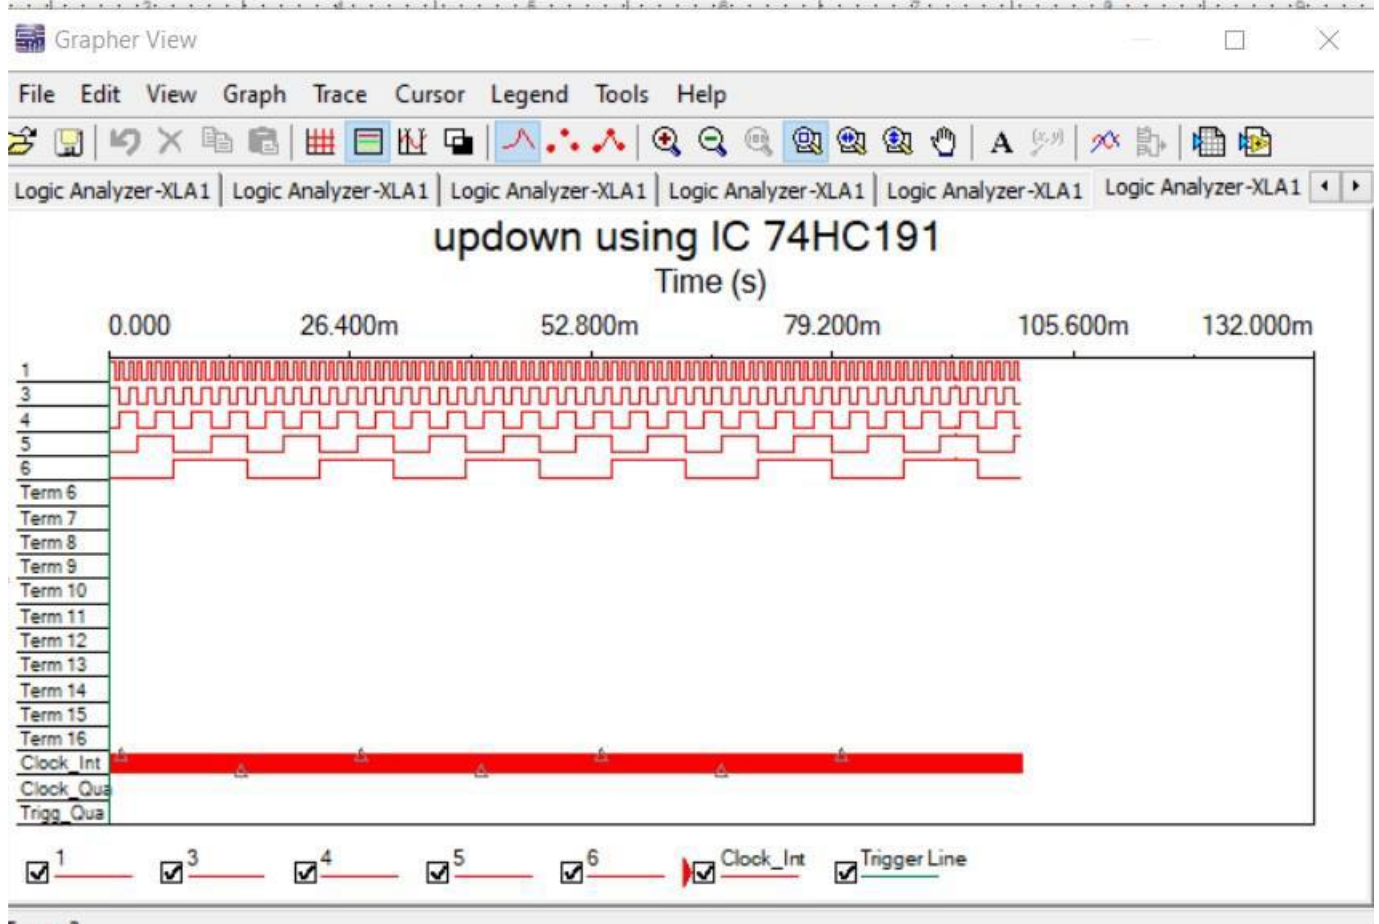 Grapher View
File Edit View Graph Trace Cursor Legend Tools Help
A (x,y)
Logic Analyzer-XLA1 Logic Analyzer-XLA1 Logic Analyzer-XLA1 Logic Analyzer-XLA1 Logic Analyzer-XLA1 Logic Analyzer-XLA1
updown using IC 74HC191
Time (s)
0.000 26.400m 52.800m 79.200m 105.600m 132.000m
1
3
4
5
6
Term 6
Term 7
Term 8
Term 9
Term 10
Term 11
Term 12
Term 13
Term 14
Term 15
Term 16
Clock_Int
Clock_Qua
Trigg_Qua
1 3 4 5 6 Clock_Int Trigger Line